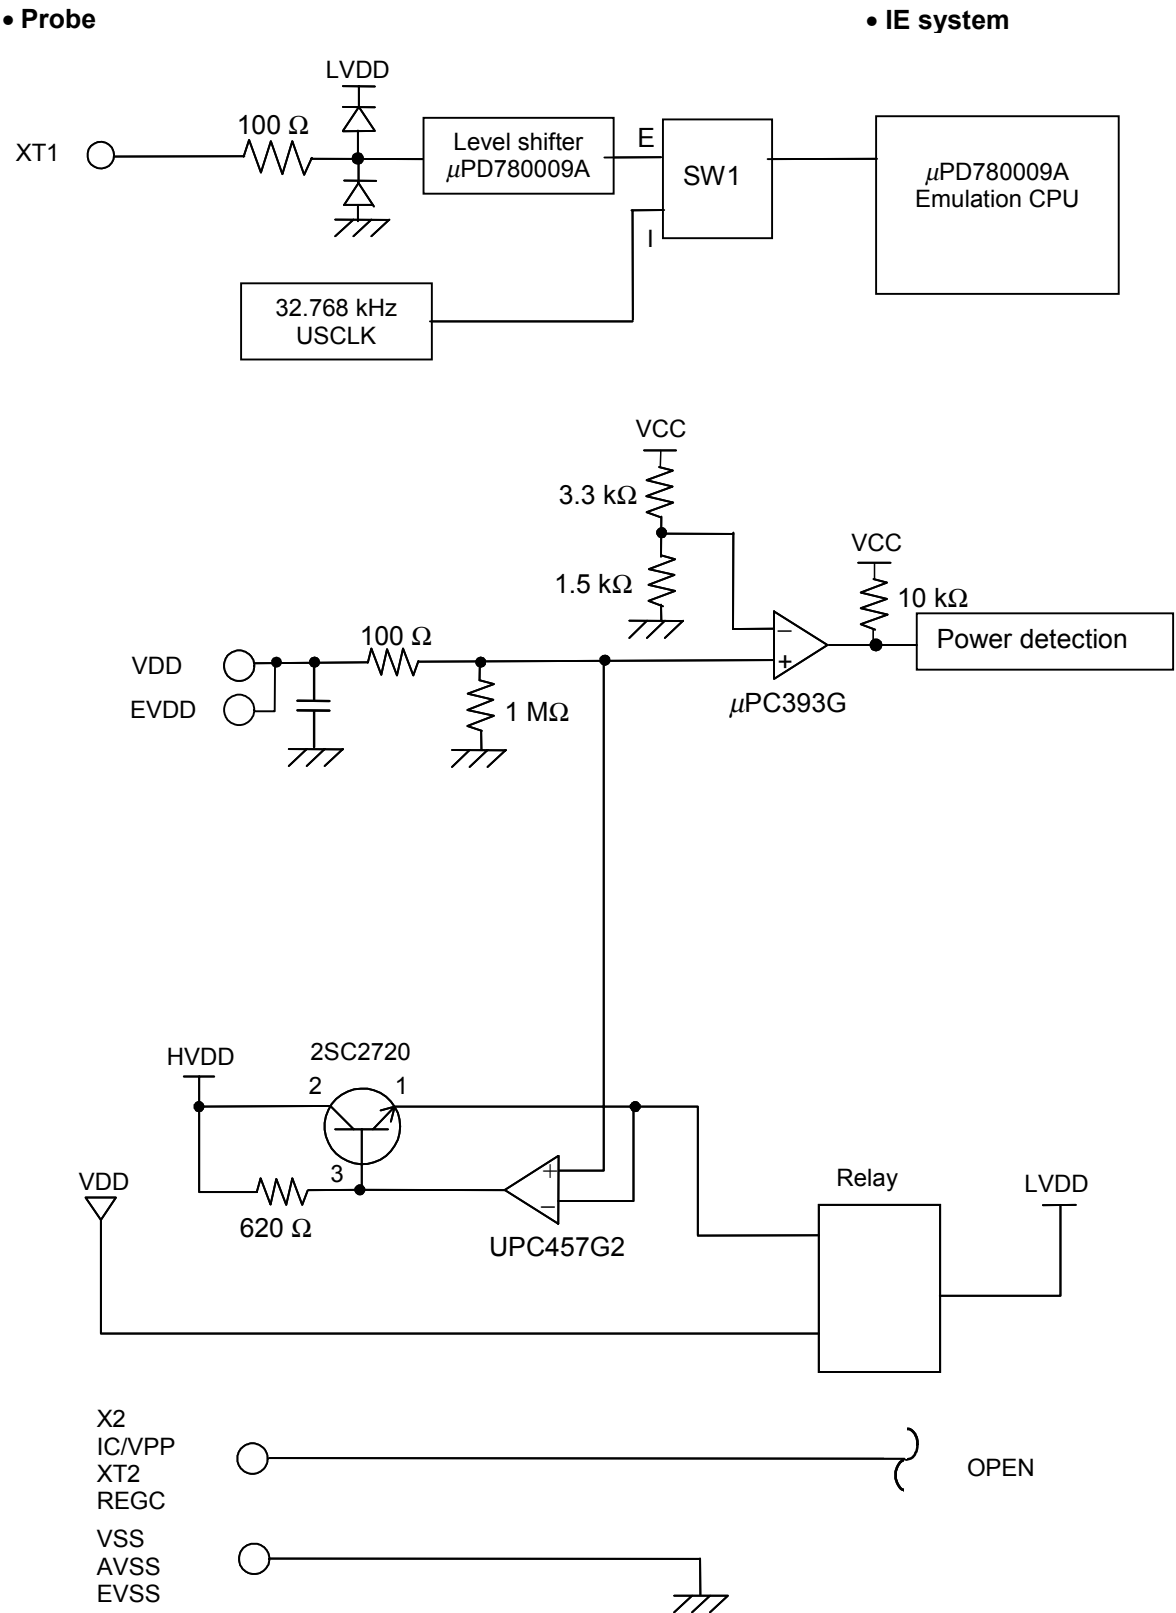 • Probe
• IE system
LVDD
100 Ω
XT1
Level shifter
μPD780009A
E
SW1
μPD780009A
Emulation CPU
I
32.768 kHz
USCLK
VCC
3.3 kΩ
1.5 kΩ
VCC
10 kΩ
Power detection
100 Ω
VDD
EVDD
1 MΩ
−
+
μPC393G
HVDD
2SC2720
2
1
3
VDD
620 Ω
+
−
UPC457G2
Relay
LVDD
X2
IC/VPP
XT2
REGC
OPEN
VSS
AVSS
EVSS